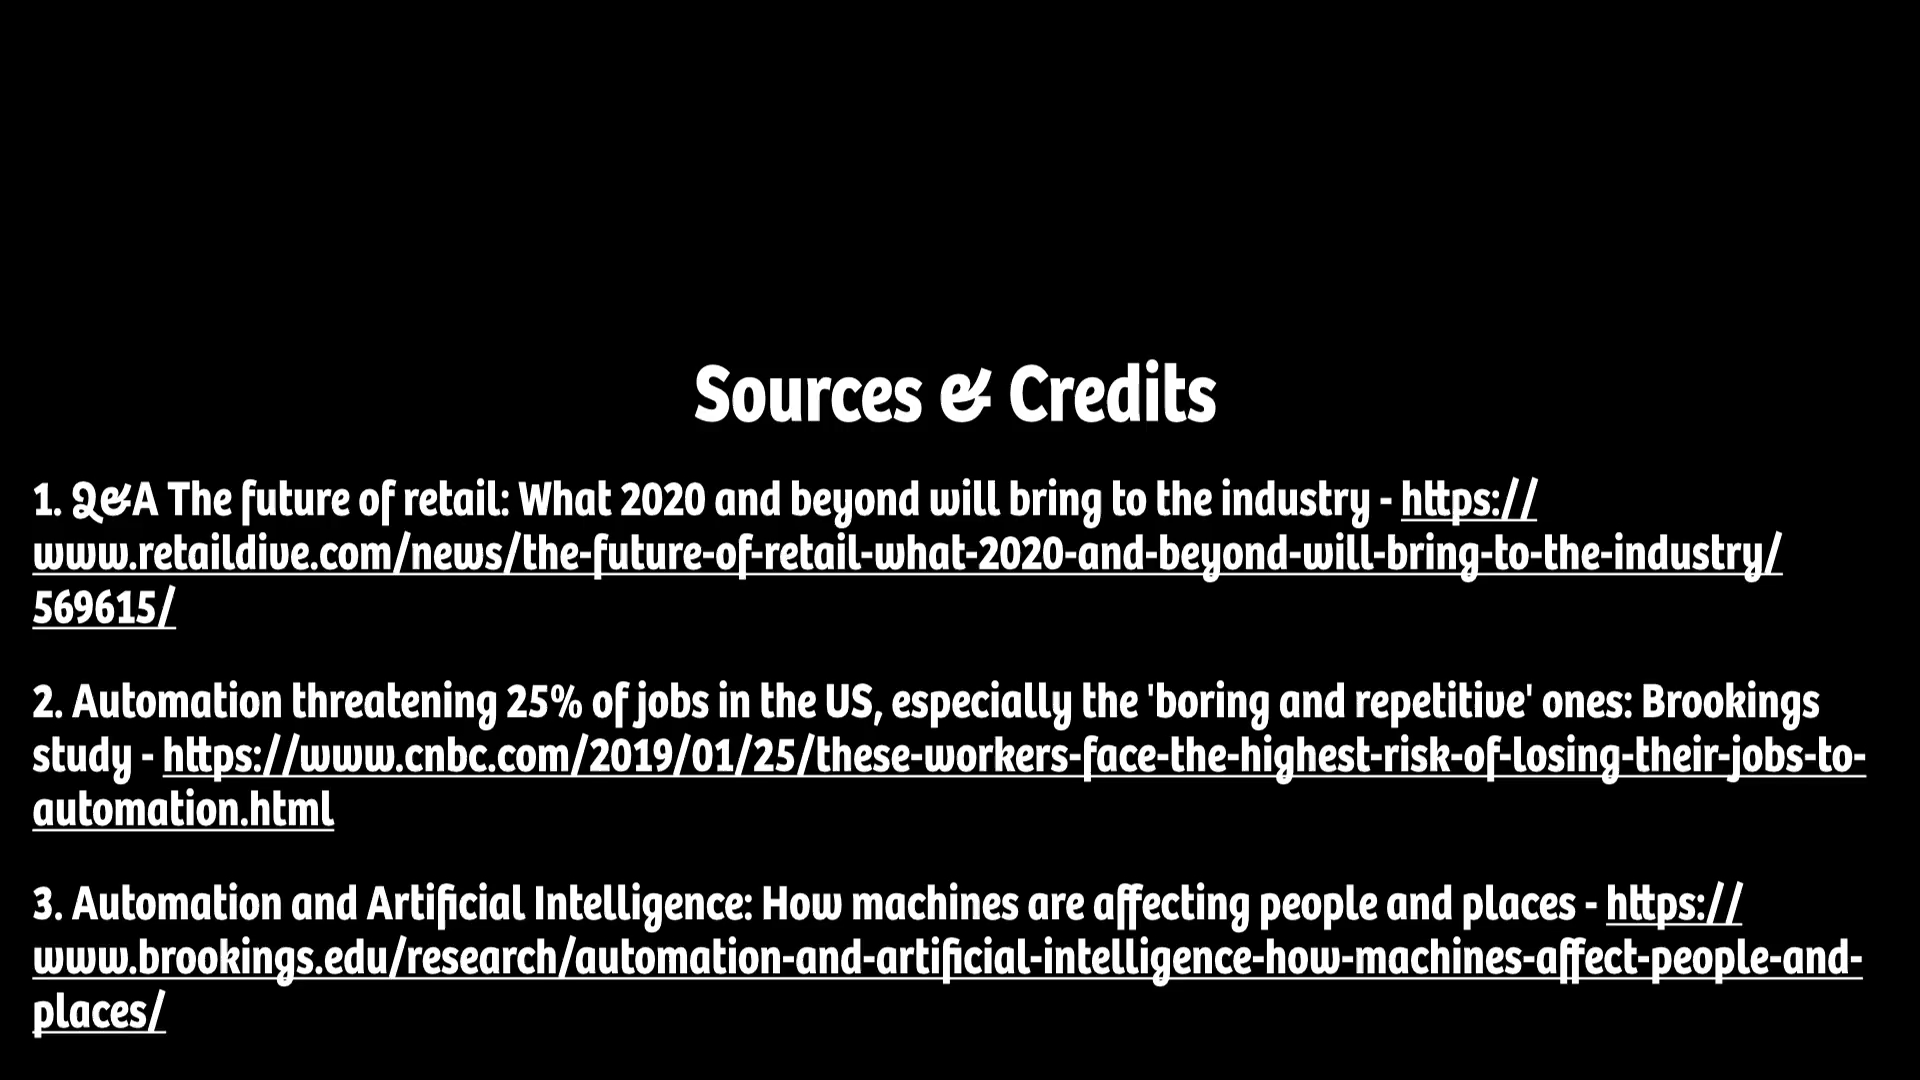 Sources & Credits
1. Q&A The future of retail: What 2020 and beyond will bring to the industry - https://
www.retaildive.com/news/the-future-of-retail-what-2020-and-beyond-will-bring-to-the-industry/
569615/
2. Automation threatening 25% of jobs in the US, especially the 'boring and repetitive' ones: Brookings
study - https://www.cnbc.com/2019/01/25/these-workers-face-the-highest-risk-of-losing-their-jobs-to-
automation.html
3. Automation and Artificial Intelligence: How machines are affecting people and places - https://
www.brookings.edu/research/automation-and-artificial-intelligence-how-machines-affect-people-and-
places/